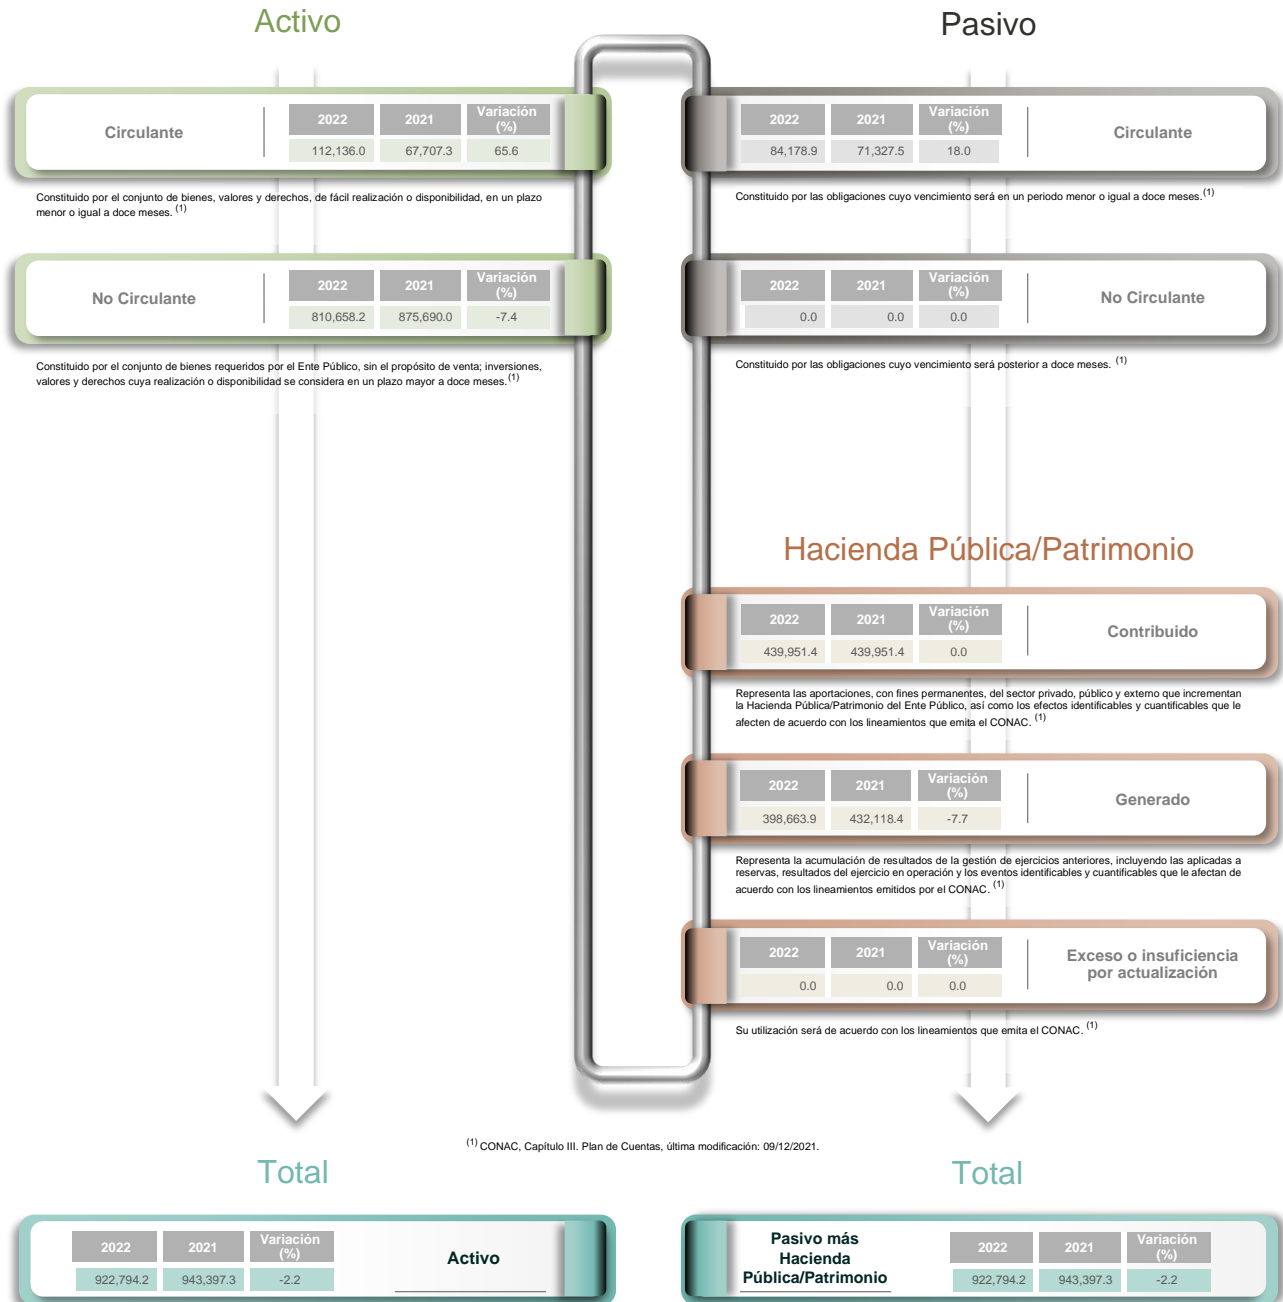 Activo
Circulante
2022 2021 Variación (%)
112,136.0 67,707.3 65.6
Constituido por el conjunto de bienes, valores y derechos, de fácil realización o disponibilidad, en un plazo
menor o igual a doce meses. (1)
No Circulante
2022 2021 Variación (%)
810,658.2 875,690.0 -7.4
Constituido por el conjunto de bienes requeridos por el Ente Público, sin el propósito de venta; inversiones,
valores y derechos cuya realización o disponibilidad se considera en un plazo mayor a doce meses. (1)
Pasivo
2022 2021 Variación (%)
84,178.9 71,327.5 18.0
Circulante
Constituido por las obligaciones cuyo vencimiento será en un periodo menor o igual a doce meses. (1)
2022 2021 Variación (%)
0.0 0.0 0.0
No Circulante
Constituido por las obligaciones cuyo vencimiento será posterior a doce meses. (1)
Hacienda Pública/Patrimonio
2022 2021 Variación (%)
439,951.4 439,951.4 0.0
Contribuido
Representa las aportaciones, con fines permanentes, del sector privado, público y externo que incrementan
la Hacienda Pública/Patrimonio del Ente Público, así como los efectos identificables y cuantificables que le
afecten de acuerdo con los lineamientos que emita el CONAC. (1)
2022 2021 Variación (%)
398,663.9 432,118.4 -7.7
Generado
Representa la acumulación de resultados de la gestión de ejercicios anteriores, incluyendo las aplicadas a
reservas, resultados del ejercicio en operación y los eventos identificables y cuantificables que le afectan de
acuerdo con los lineamientos emitidos por el CONAC. (1)
2022 2021 Variación (%)
0.0 0.0 0.0
Exceso o insuficiencia
por actualización
Su utilización será de acuerdo con los lineamientos que emita el CONAC. (1)
(1) CONAC, Capítulo III. Plan de Cuentas, última modificación: 09/12/2021.
Total
2022 2021 Variación (%)
922,794.2 943,397.3 -2.2
Activo
Total
Pasivo más
Hacienda
Pública/Patrimonio
2022 2021 Variación (%)
922,794.2 943,397.3 -2.2